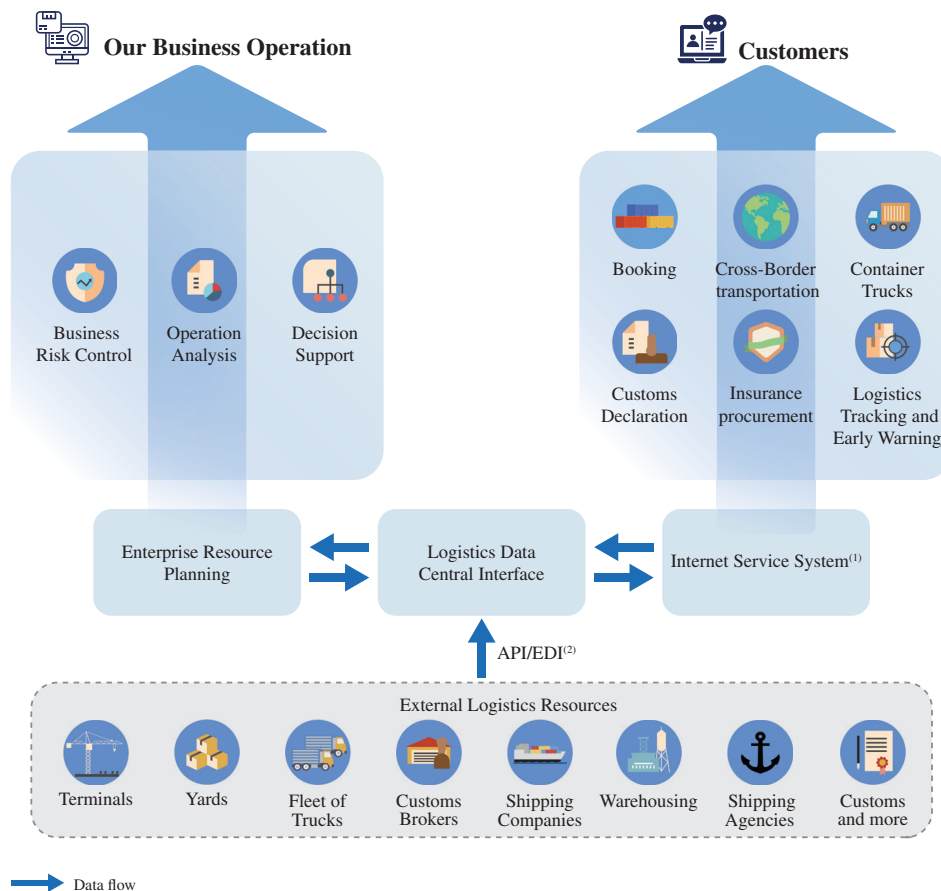 Our Business Operation
Customers
Booking
Cross-Border
transportation
Container
Trucks
Business
Risk Control
Operation
Analysis
Decision
Support
Customs
Declaration
Insurance
procurement
Logistics
Tracking and
Early Warning
Enterprise Resource
Planning
Logistics Data
Central Interface
Internet Service System(1)
API/EDI(2)
External Logistics Resources
Terminals
Yards
Fleet of
Trucks
Customs
Brokers
Shipping
Companies
Warehousing
Shipping
Agencies
Customs
and more
Data flow